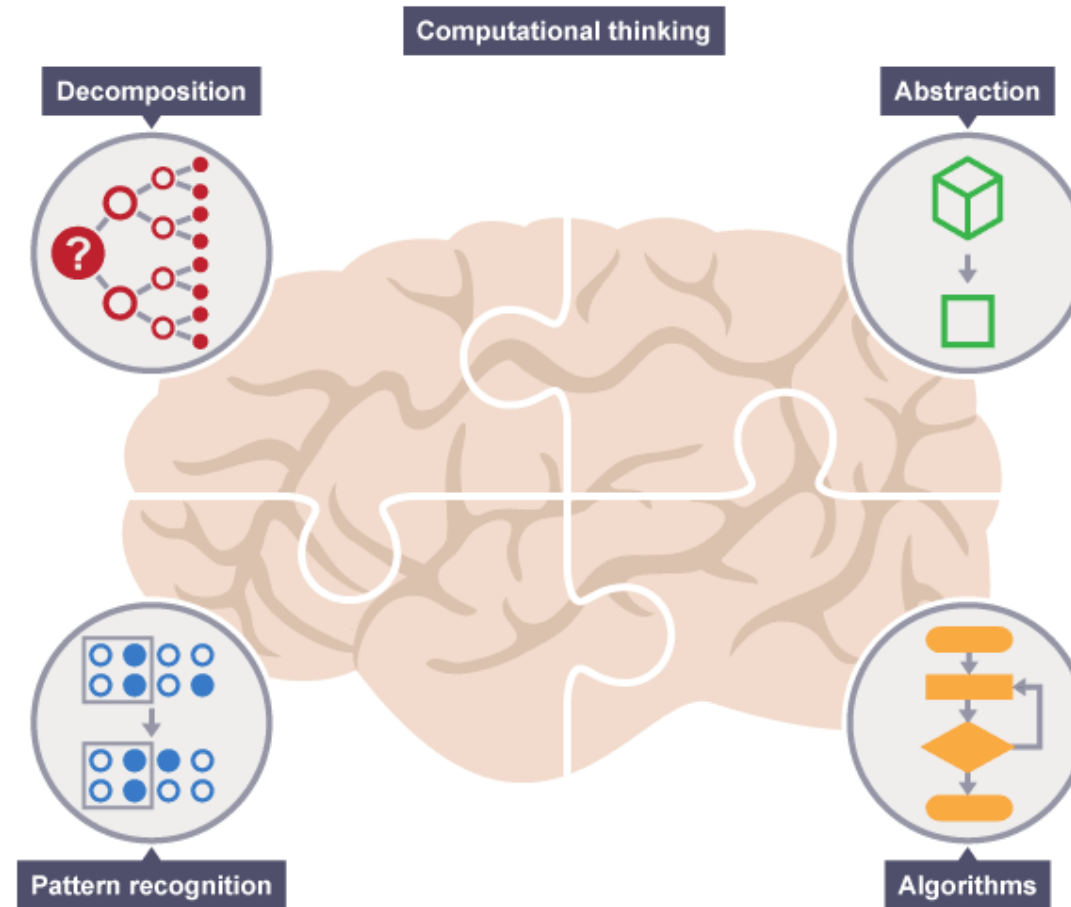 Computational thinking
Decomposition
Abstraction
?
Pattern recognition
Algorithms